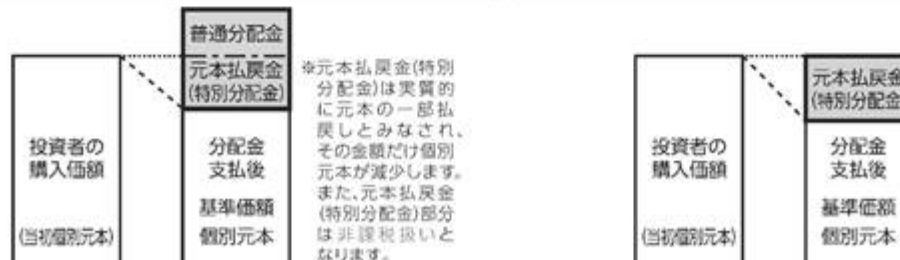 普通分配金
元本払戻金
(特別分配金)
投資者の
購入価額
(当初個別元本)
分配金
支払後
基準価額
個別元本
※元本払戻金(特別
分配金)は実質的
に元本の一部払
戻しとみなされ、
その金額だけ個別
元本が減少します。
また、元本払戻金
(特別分配金)部分
は非課税扱いと
なります。
投資者の
購入価額
(当初個別元本)
元本払戻金
(特別分配金
分配金
支払後
基準価額
個別元本